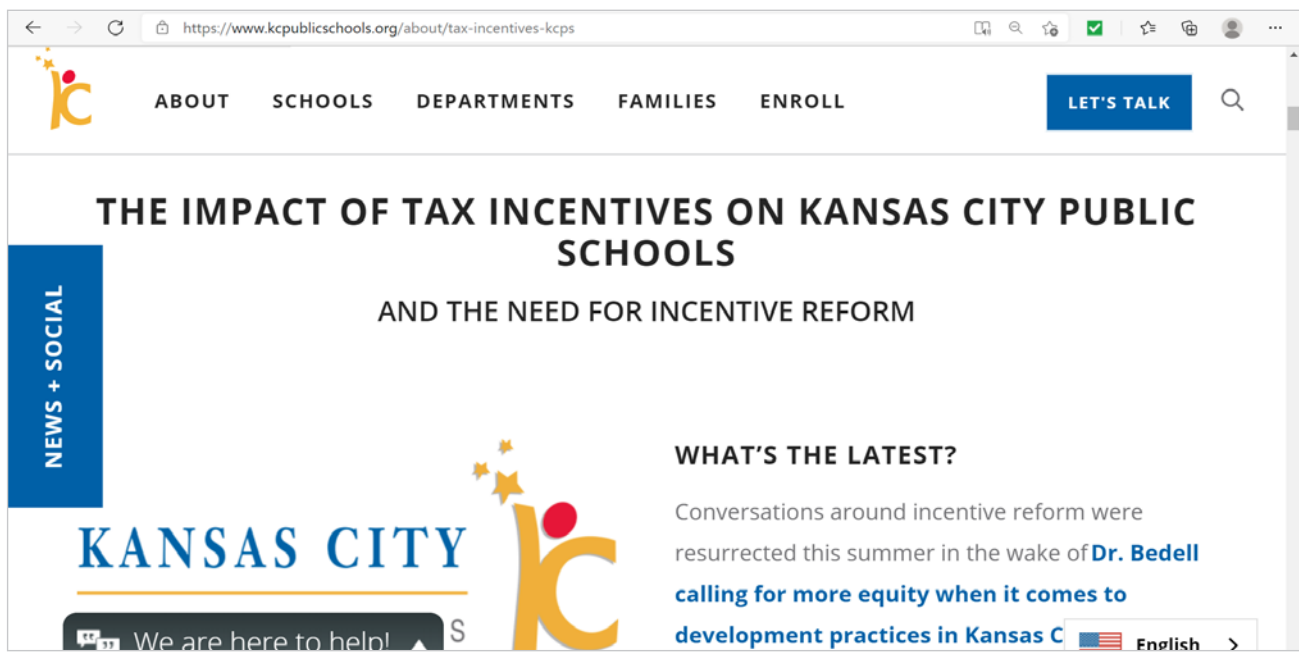 https://www.kcpublicschools.org/about/tax-incentives-kcps
kc
ABOUT SCHOOLS DEPARTMENTS FAMILIES ENROLL
LET'S TALK
THE IMPACT OF TAX INCENTIVES ON KANSAS CITY PUBLIC
SCHOOLS
AND THE NEED FOR INCENTIVE REFORM
NEWS + SOCIAL
KANSAS CITY
kc
S
We are here to help!
WHAT'S THE LATEST?
Conversations around incentive reform were
resurrected this summer in the wake of Dr. Bedell
calling for more equity when it comes to
development practices in Kansas C
English